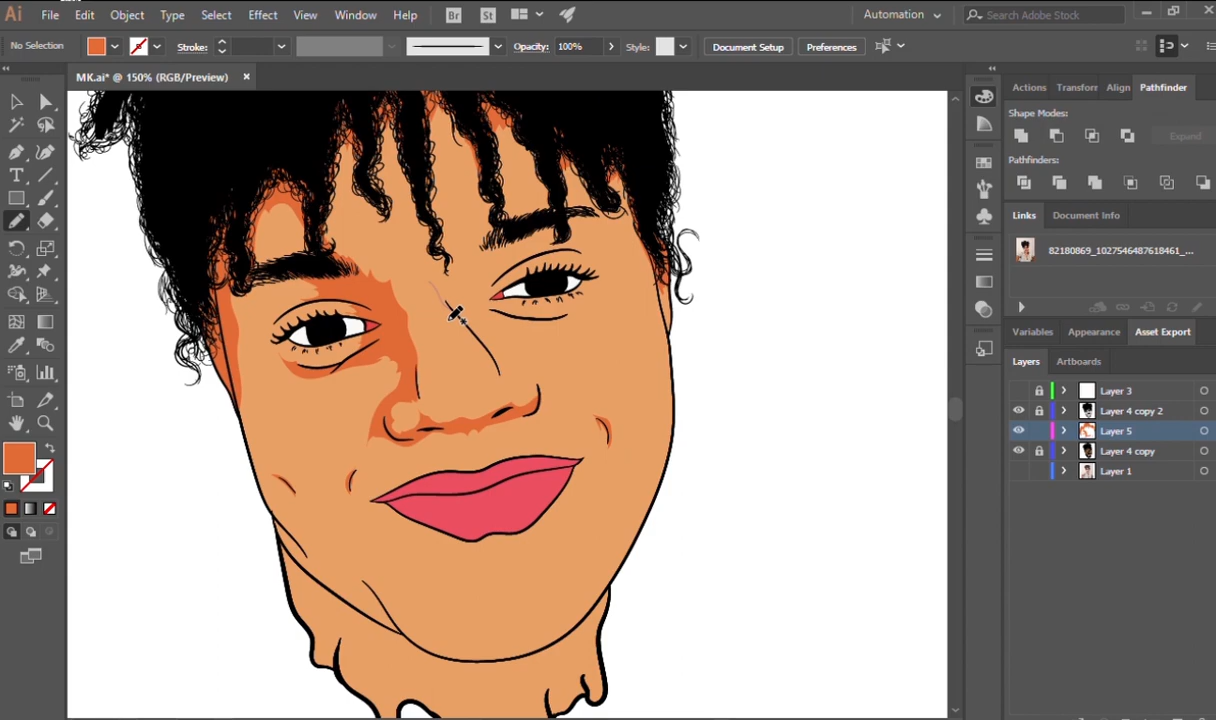 Ai File Edit Object Type Select Effect View Window Help Br St Automation Search Adobe Stock
No Selection Stroke: Opacity: 100% Style: Document Setup Preferences
MK.ai* @ 150% (RGB/Preview) ×
Actions Transform Align Pathfinder
Shape Modes:
Expand
Pathfinders:
Links Document Info
82180869_1027546487618461_...
Variables Appearance Asset Export
Layers Artboards
Layer 3
Layer 4 copy 2
Layer 5
Layer 4 copy
Layer 1